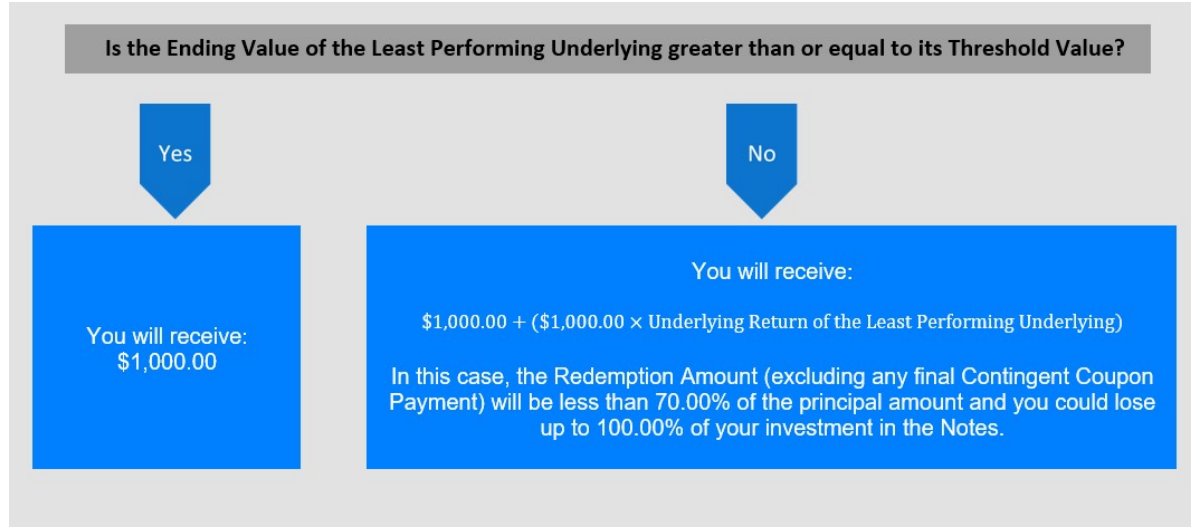 Is the Ending Value of the Least Performing Underlying greater than or equal to its Threshold Value?
Yes
No
You will receive:
$1,000.00
You will receive:
$1,000.00 + ($1,000.00 × Underlying Return of the Least Performing Underlying)
In this case, the Redemption Amount (excluding any final Contingent Coupon
Payment) will be less than 70.00% of the principal amount and you could lose
up to 100.00% of your investment in the Notes.